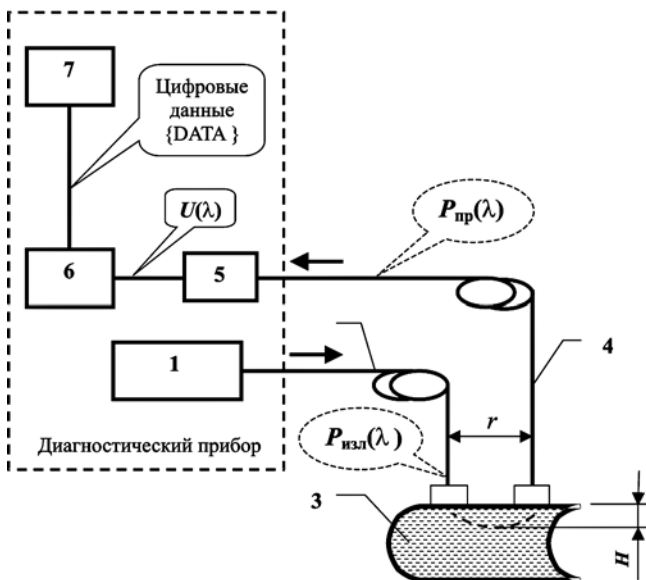 7
Цифровые
данные
{DATA }
U(λ)
Pпр(λ)
6
5
4
1
r
Pизл(λ)
Диагностический прибор
3
H